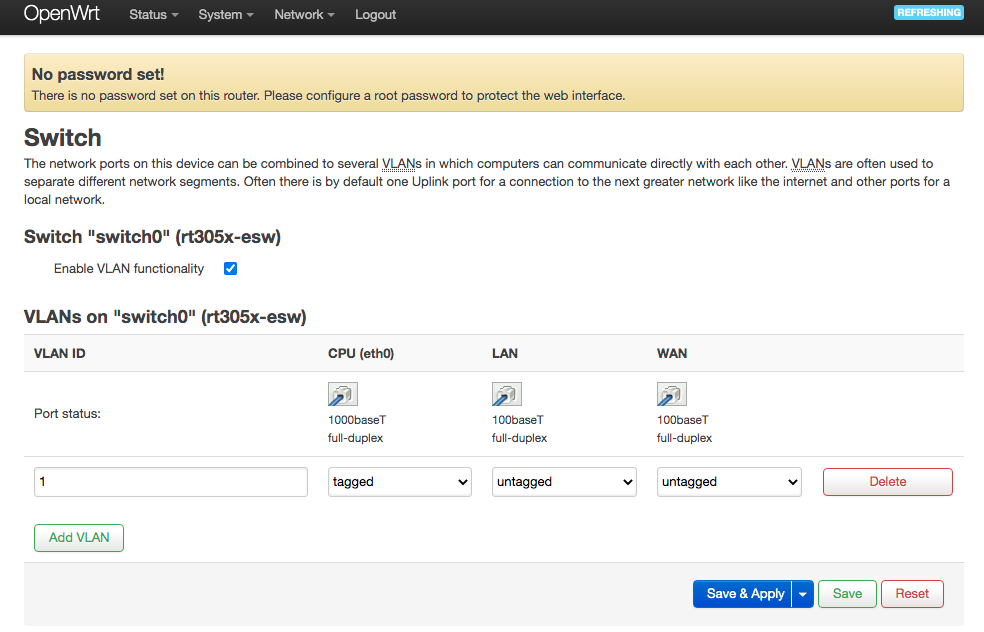 OpenWrt Status System Network Logout REFRESHING
No password set!
There is no password set on this router. Please configure a root password to protect the web interface.
Switch
The network ports on this device can be combined to several VLANs in which computers can communicate directly with each other. VLANs are often used to
separate different network segments. Often there is by default one Uplink port for a connection to the next greater network like the internet and other ports for a
local network.
Switch "switch0" (rt305x-esw)
Enable VLAN functionality
VLANs on "switch0" (rt305x-esw)
VLAN ID CPU (eth0) LAN WAN
Port status:
1000baseT 100baseT 100baseT
full-duplex full-duplex full-duplex
1 tagged untagged untagged Delete
Add VLAN
Save & Apply Save Reset